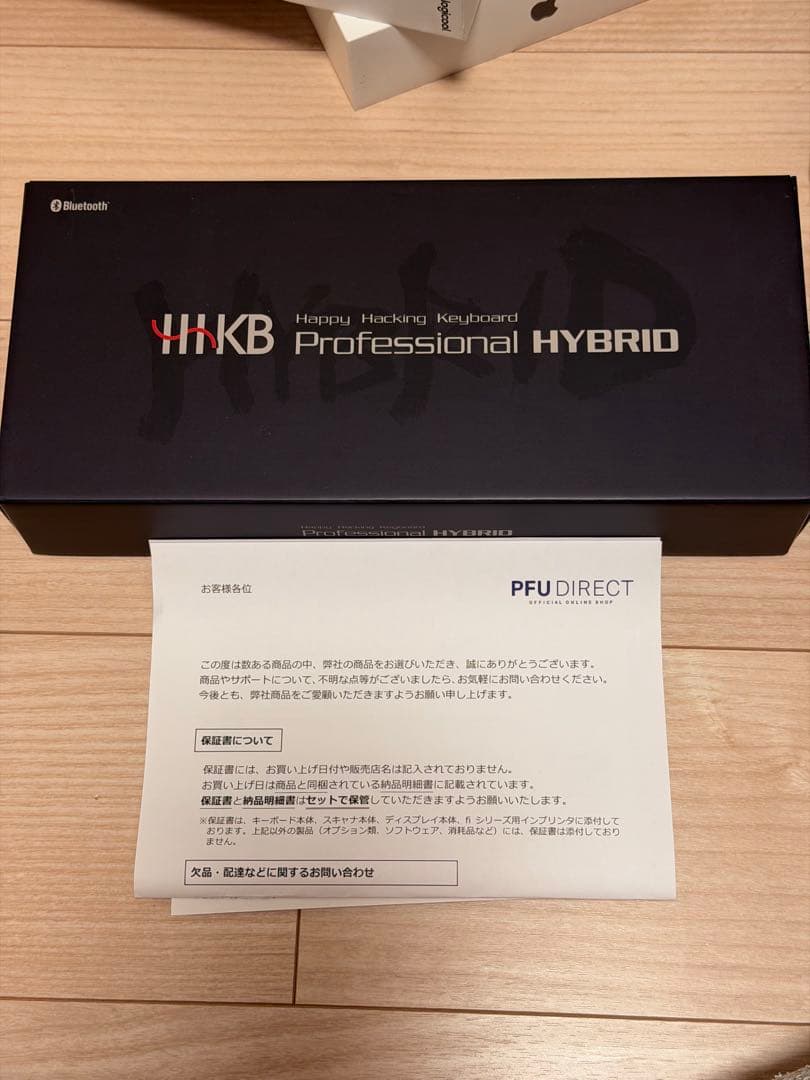 logicool
Bluetooth
HYBRID
HHKB
Happy Hacking Keyboard
Professional HYBRID
Happy Hacking Keyboard
Professional HYBRID
お客様各位
PFU DIRECT
OFFICIAL ONLINE SHOP
この度は数ある商品の中、弊社の商品をお選びいただき、誠にありがとうございます。
商品やサポートについて、不明な点等がございましたら、お気軽にお問い合わせください。
今後とも、弊社商品をご愛顧いただきますようお願い申し上げます。
保証書について
保証書には、お買い上げ日付や販売店名は記入されておりません。
お買い上げ日は商品と同梱されている納品明細書に記載されています。
保証書と納品明細書はセットで保管していただきますようお願いいたします。
※保証書は、キーボード本体、スキャナ本体、ディスプレイ本体、fi シリーズ用インプリンタに添付して
おります。上記以外の製品（オプション類、ソフトウェア、消耗品など）には、保証書は添付しており
ません。
欠品・配達などに関するお問い合わせ